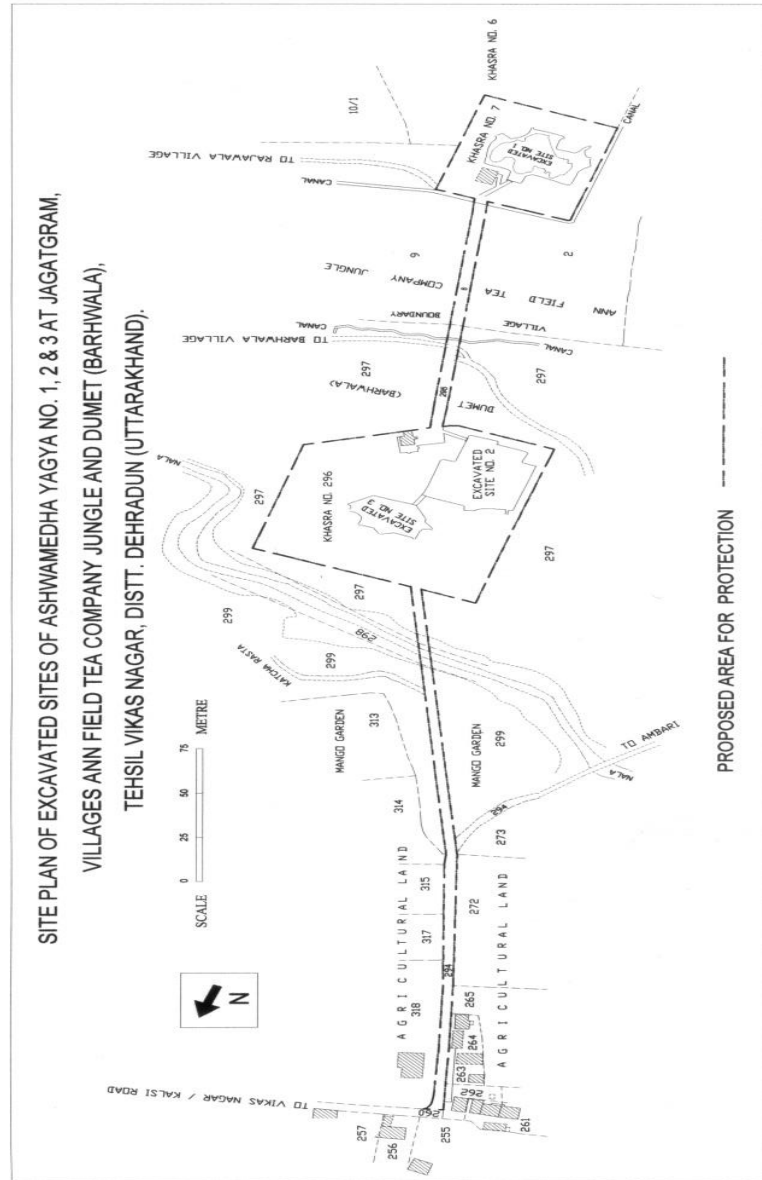 SITE PLAN OF EXCAVATED SITES OF ASHWAMEDHA YAGYA NO. 1, 2 & 3 AT JAGATGRAM,
VILLAGES ANN FIELD TEA COMPANY JUNGLE AND DUMET (BARHWALA),
TEHSIL VIKAS NAGAR, DISTT. DEHRADUN (UTTARAKHAND).
N
SCALE 0 25 50 75 METRE
TO VIKAS NAGAR / KALSI ROAD
257
256
255
260
261
262
263
264
265
AGRICULTURAL LAND
318
317
315
314
294
AGRICULTURAL LAND
272
273
294
MANGO GARDEN
313
MANGO GARDEN
299
KATCHA RASTA
299
299
298
NALA
TO AMBARI
NALA
297
297
297
KHASRA NO. 296
EXCAVATED
SITE NO. 3
EXCAVATED
SITE NO. 2
297
(BARHWALA)
DUMET
297
296
TO BARHWALA VILLAGE
CANAL
CANAL
VILLAGE
BOUNDARY
COMPANY JUNGLE
9
ANN FIELD TEA
2
8
CANAL
TO RAJAWALA VILLAGE
10/1
KHASRA NO. 7
KHASRA NO. 6
EXCAVATED
SITE NO. 1
CANAL
PROPOSED AREA FOR PROTECTION